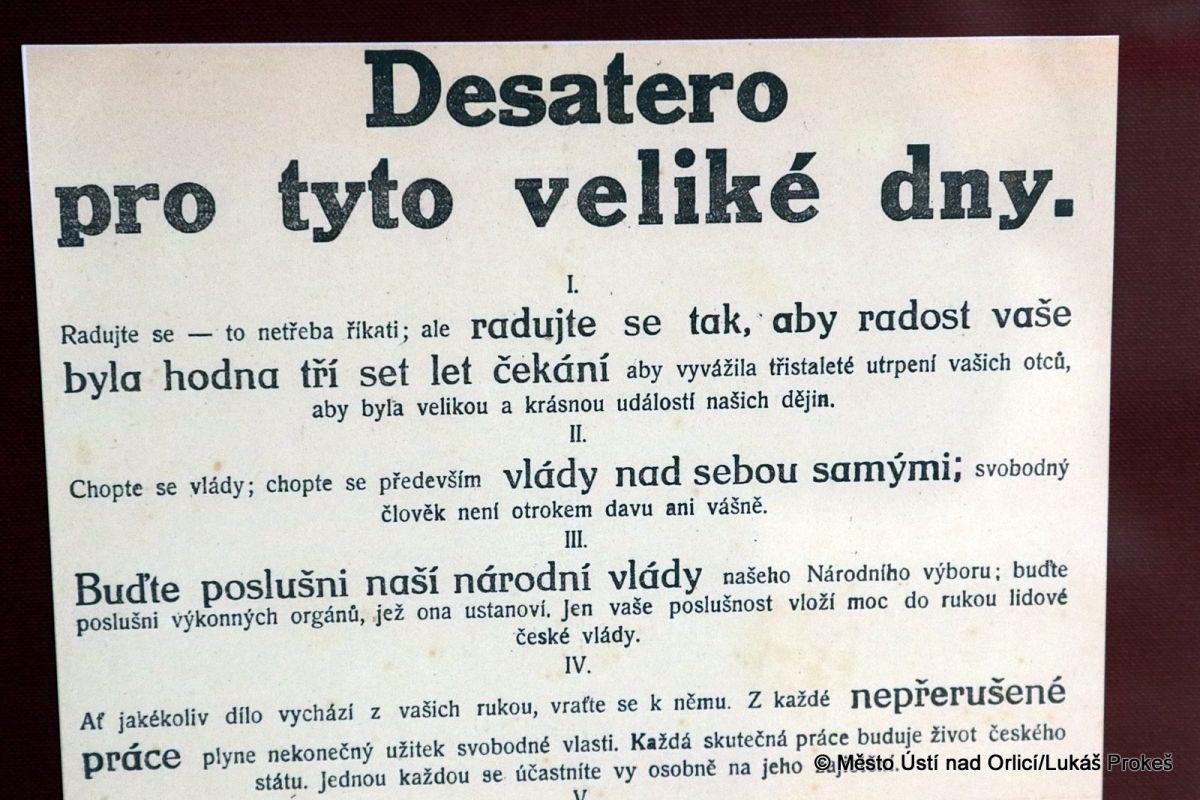 Desatero
pro tyto veliké dny.
I.
Radujte se — to netřeba říkati; ale radujte se tak, aby radost vaše
byla hodna tří set let čekání aby vyvážila třistaleté utrpení vašich otců,
aby byla velikou a krásnou událostí našich dějin.
II.
Chopte se vlády; chopte se především vlády nad sebou samými; svobodný
člověk není otrokem davu ani vášně.
III.
Buďte poslušni naší národní vlády našeho Národního výboru; buďte
poslušni výkonných orgánů, jež ona ustanoví. Jen vaše poslušnost vloží moc do rukou lidové
české vlády.
IV.
Ať jakékoliv dílo vychází z vašich rukou, vraťte se k němu. Z každé nepřerušené
práce plyne nekonečný užitek svobodné vlasti. Každá skutečná práce buduje život českého
státu. Jednou každou se účastníte vy osobně na jeho
© Město Ústí nad Orlicí/Lukáš Prokeš
V.